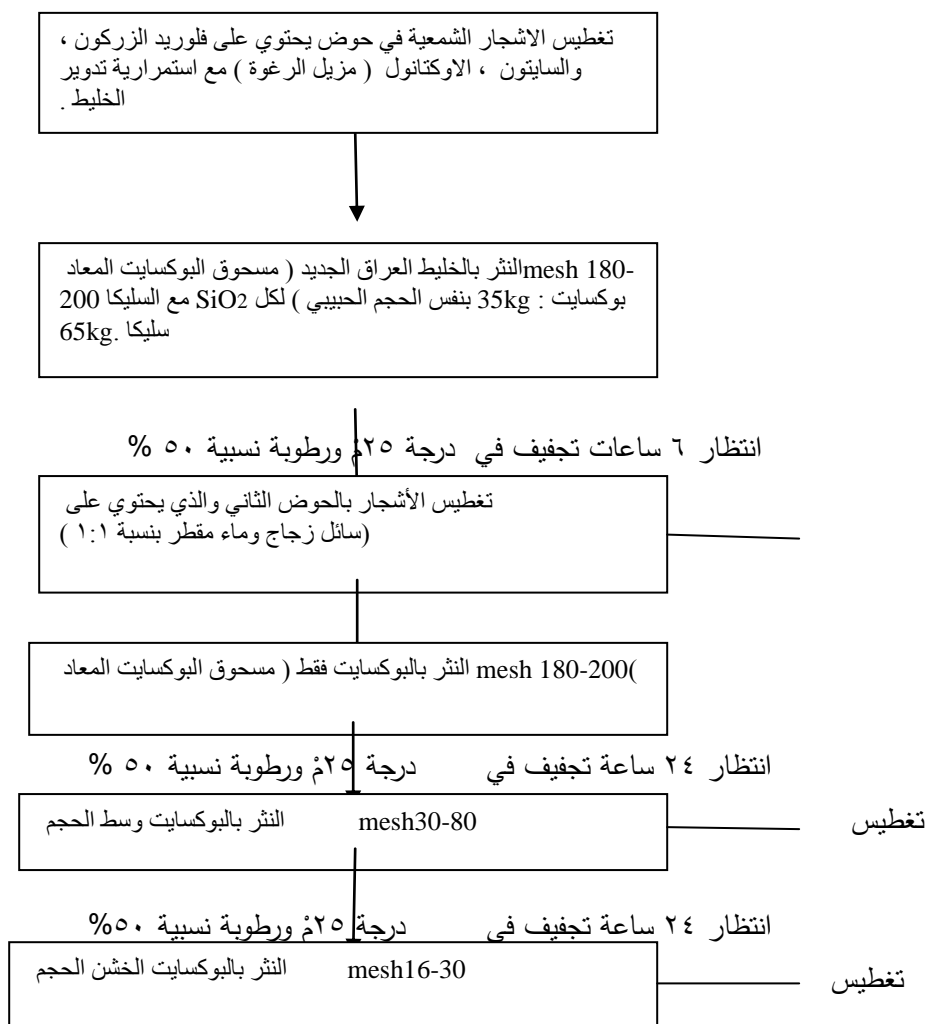 تغطيس الاشجار الشمعية في حوض يحتوي على فلوريد الزركون ،
والسايتون ، الاوكتانول ( مزيل الرغوة ) مع استمرارية تدوير
الخليط .
النثر بالخليط العراق الجديد ( مسحوق البوكسايت المعاد mesh 180-
200 بنفس الحجم الحبيبي ) لكل SiO2 مع السليكا 35kg : بوكسايت
65kg. سليكا
انتظار ٦ ساعات تجفيف في درجة ٢٥مْ ورطوبة نسبية ٥٠ %
تغطيس الأشجار بالحوض الثاني والذي يحتوي على
(سائل زجاج وماء مقطر بنسبة ١:١ )
النثر بالبوكسايت فقط ( مسحوق البوكسايت المعاد mesh 180-200)
انتظار ٢٤ ساعة تجفيف في درجة ٢٥مْ ورطوبة نسبية ٥٠ %
النثر بالبوكسايت وسط الحجم mesh30-80
تغطيس
انتظار ٢٤ ساعة تجفيف في درجة ٢٥مْ ورطوبة نسبية ٥٠%
النثر بالبوكسايت الخشن الحجم mesh16-30
تغطيس